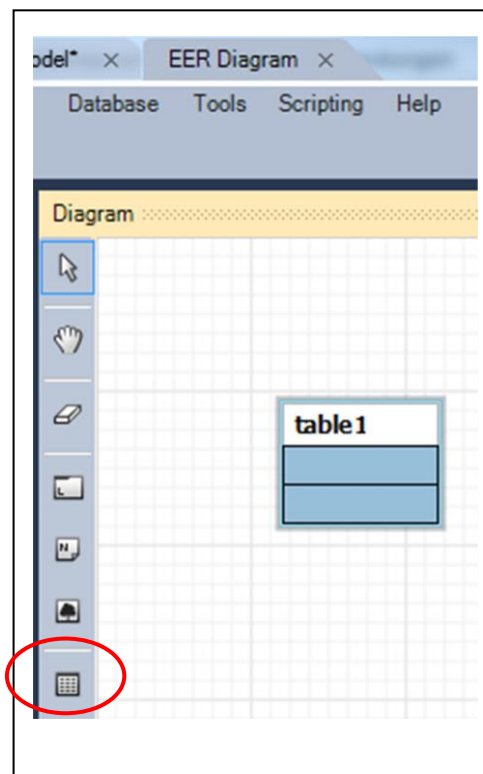 odel* × EER Diagram ×
Database Tools Scripting Help
Diagram
table1
N